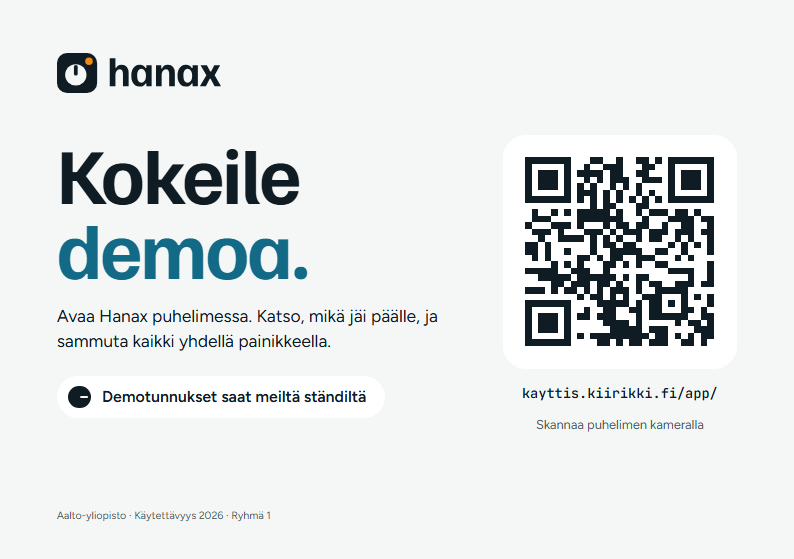 hanax
Kokeile
demoa.
Avaa Hanax puhelimessa. Katso, mikä jäi päälle, ja
sammuta kaikki yhdellä painikkeella.
Demotunnukset saat meiltä ständiltä
kayttis.kiirikki.fi/app/
Skannaa puhelimen kameralla
Aalto-yliopisto · Käytettävyys 2026 · Ryhmä 1